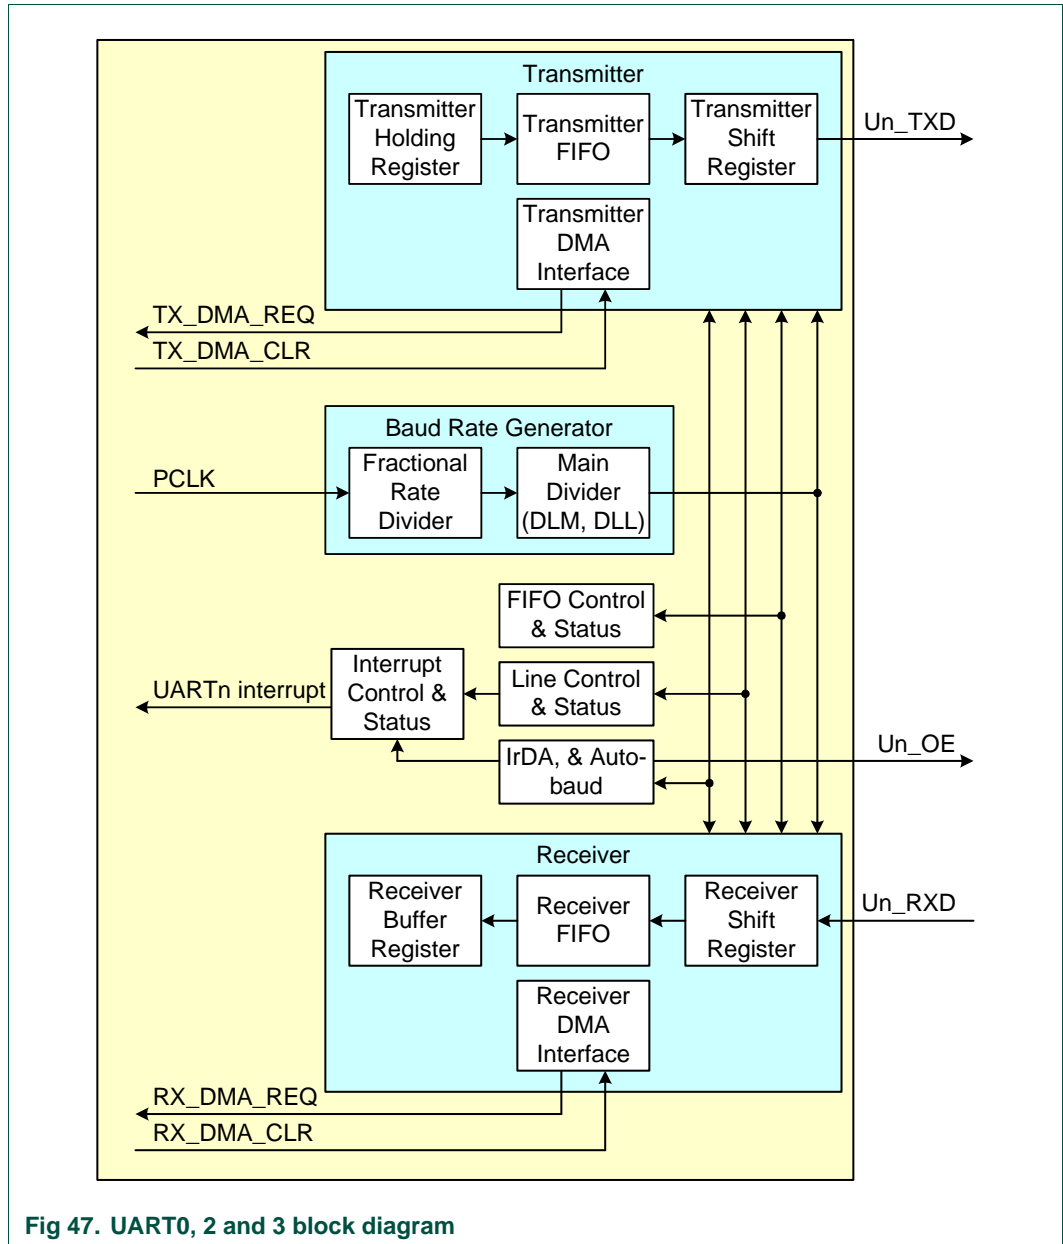 Transmitter
Transmitter
Holding
Register
Transmitter
FIFO
Transmitter
Shift
Register
Un_TXD
Transmitter
DMA
Interface
TX_DMA_REQ
TX_DMA_CLR
Baud Rate Generator
PCLK
Fractional
Rate
Divider
Main
Divider
(DLM, DLL)
FIFO Control
& Status
UARTn interrupt
Interrupt
Control &
Status
Line Control
& Status
IrDA, & Auto-
baud
Un_OE
Receiver
Receiver
Buffer
Register
Receiver
FIFO
Receiver
Shift
Register
Un_RXD
Receiver
DMA
Interface
RX_DMA_REQ
RX_DMA_CLR
Fig 47. UART0, 2 and 3 block diagram